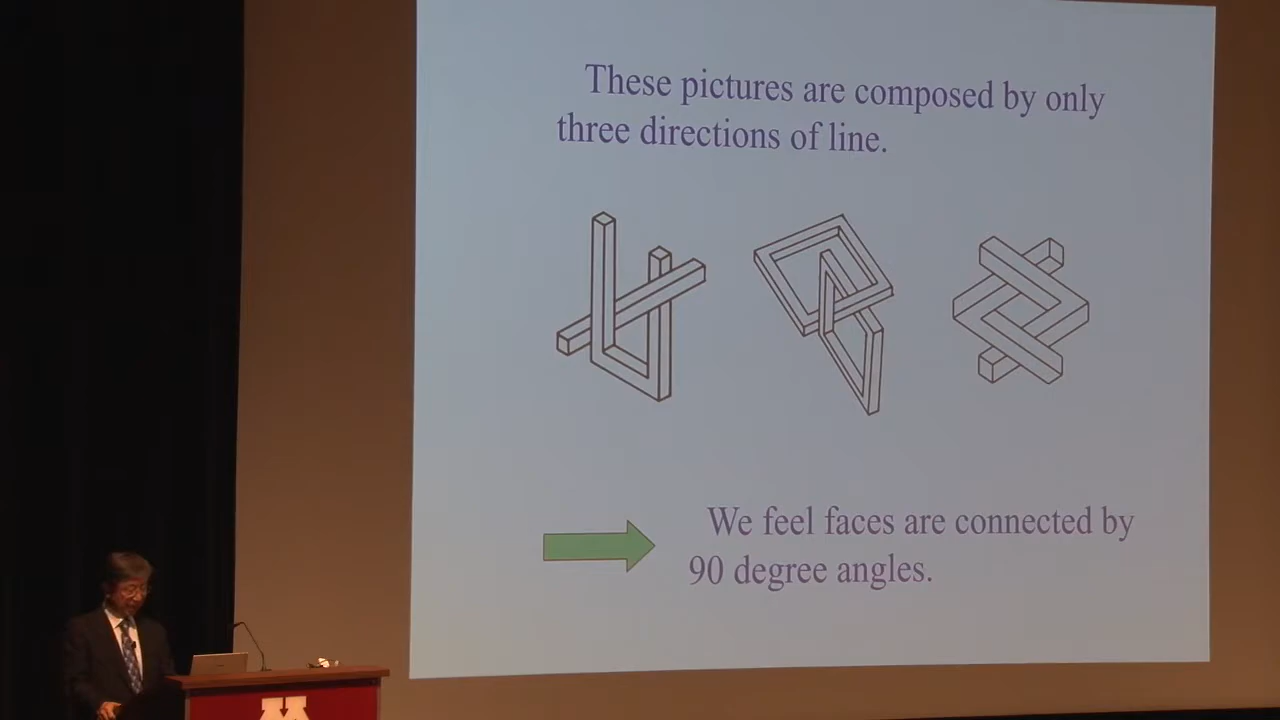 These pictures are composed by only
three directions of line.
We feel faces are connected by
90 degree angles.
M